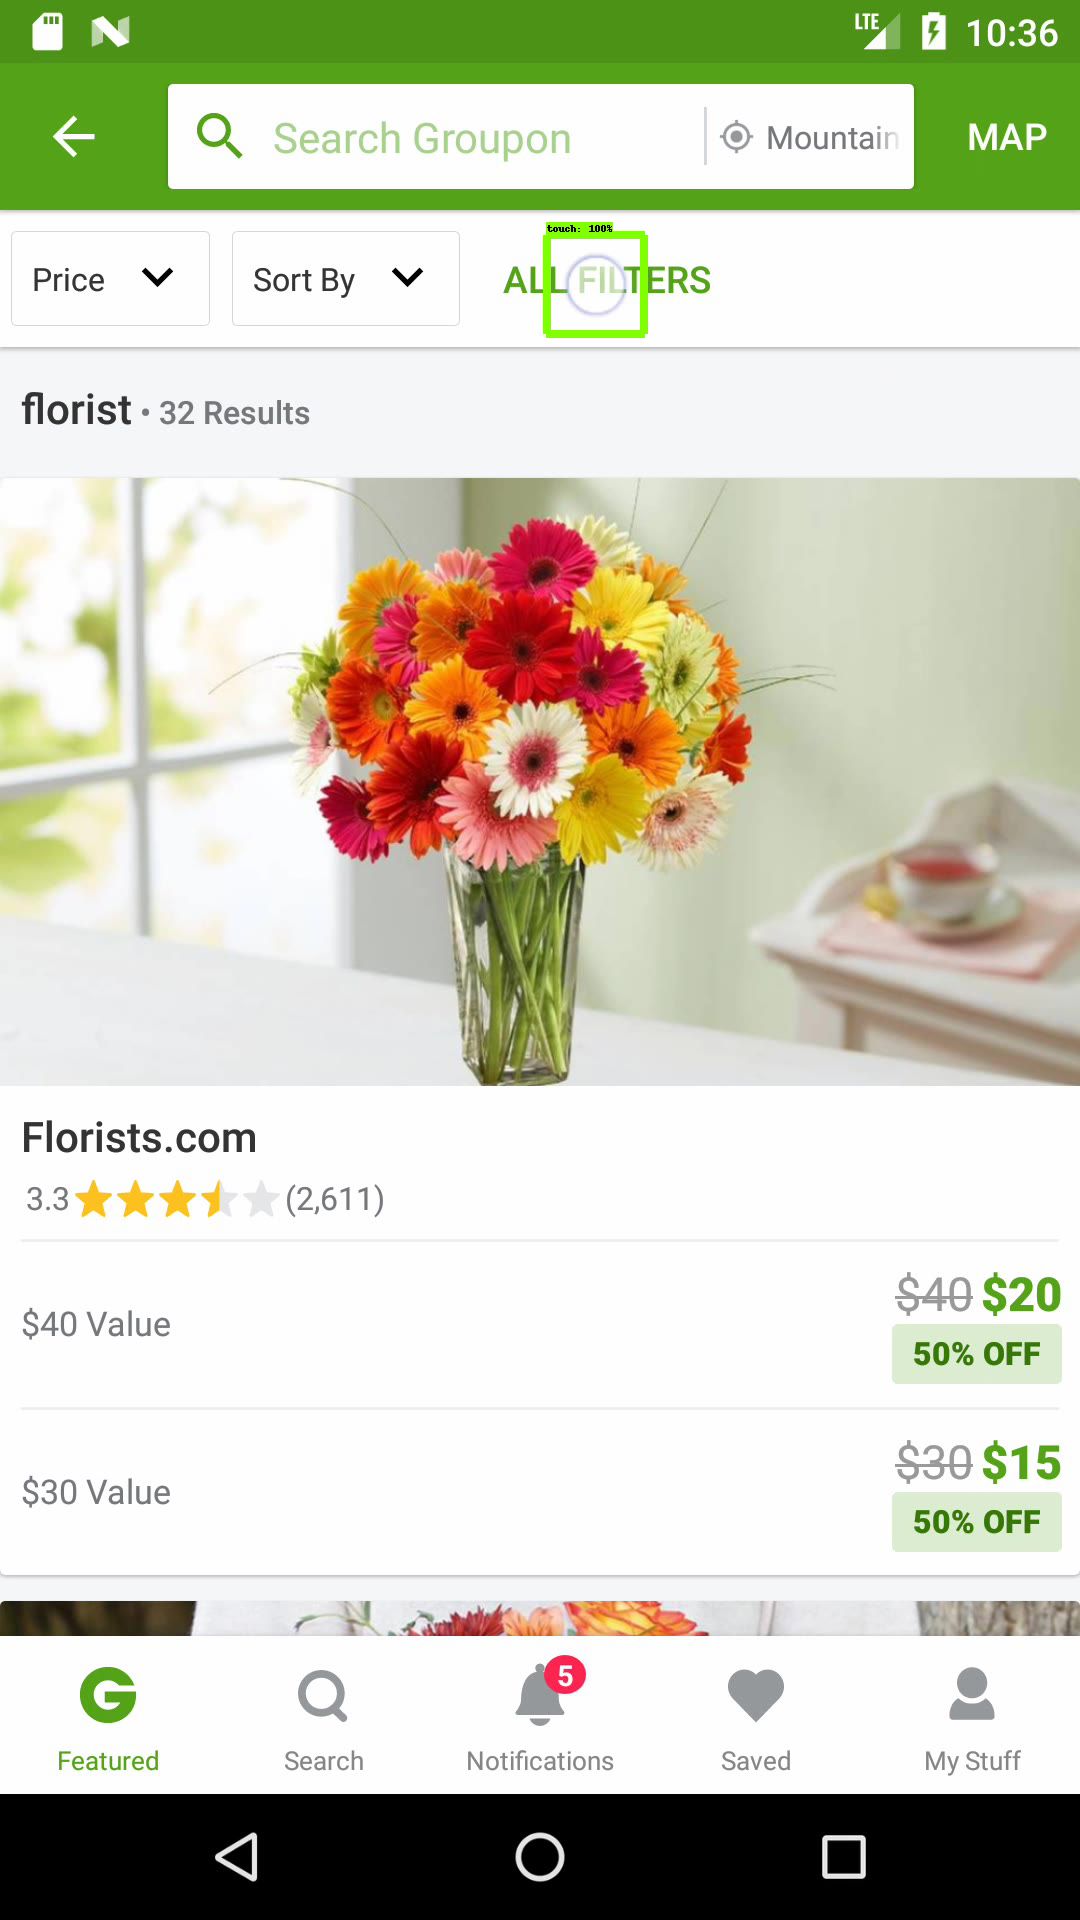 LTE 10:36
Search Groupon Mountain MAP
touch: 100%
Price Sort By ALL FILTERS
florist • 32 Results
Florists.com
3.3 (2,611)
$40 $20
$40 Value
50% OFF
$30 $15
$30 Value
50% OFF
5
Featured Search Notifications Saved My Stuff